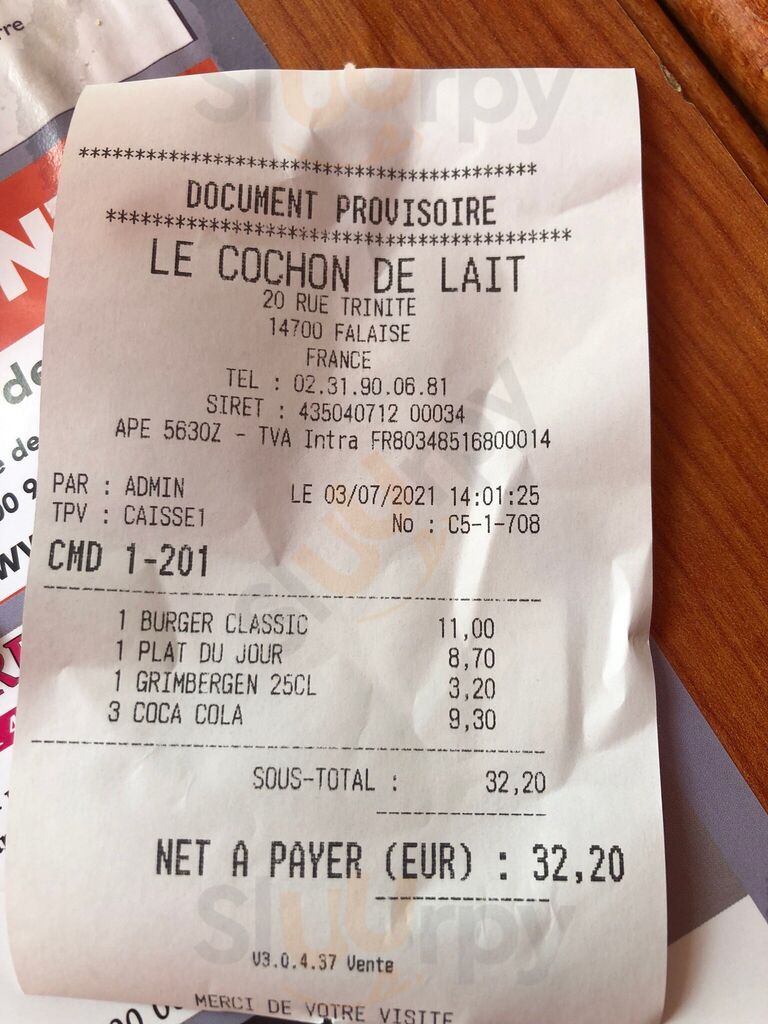 ***************************************************
DOCUMENT PROVISOIRE
***************************************************
LE COCHON DE LAIT
20 RUE TRINITE
14700 FALAISE
FRANCE
TEL : 02.31.90.06.81
SIRET : 435040712 00034
APE 5630Z - TVA Intra FR80348516800014
PAR : ADMIN LE 03/07/2021 14:01:25
TPV : CAISSE1 No : C5-1-708
CMD 1-201
1 BURGER CLASSIC 11,00
1 PLAT DU JOUR 8,70
1 GRIMBERGEN 25CL 3,20
3 COCA COLA 9,30
SOUS-TOTAL : 32,20
NET A PAYER (EUR) : 32,20
V3.0.4.37 Vente
MERCI DE VOTRE VISITE
Sluurpy
Sluurpy
Sluurpy
de